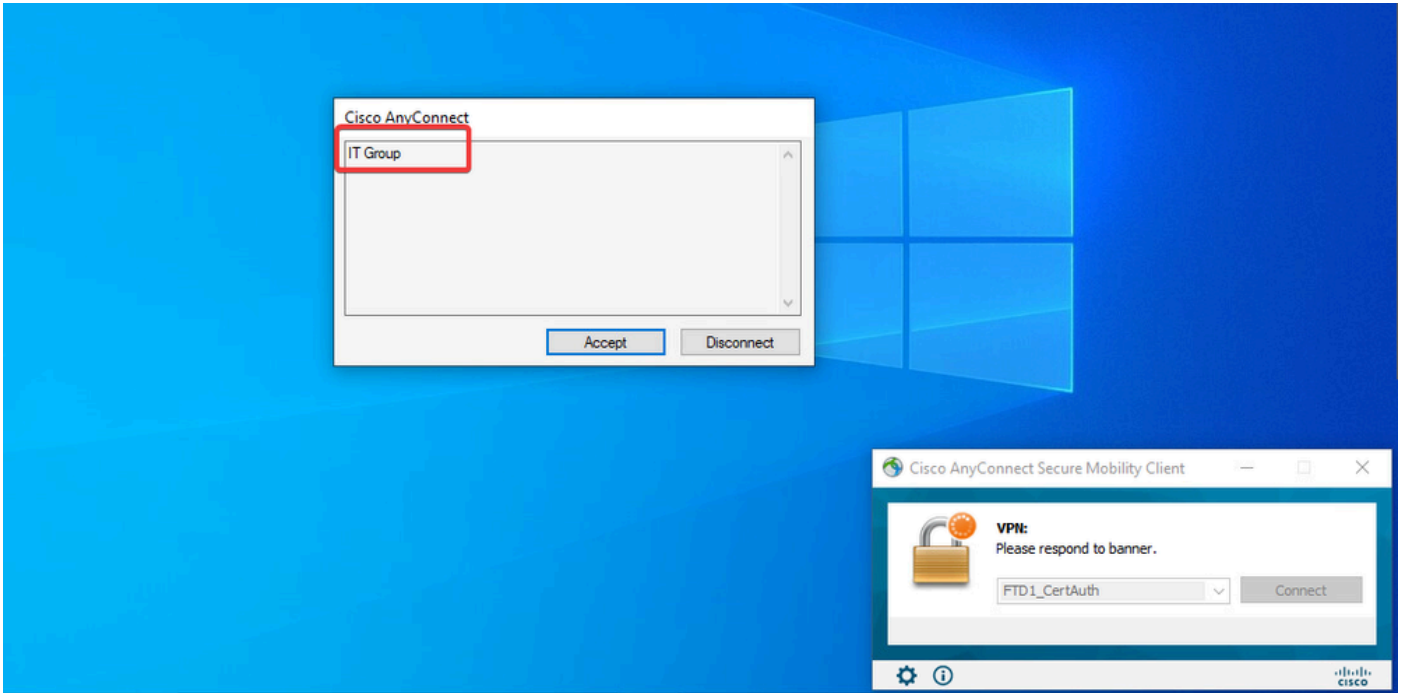 Cisco AnyConnect
IT Group
Accept
Disconnect
Cisco AnyConnect Secure Mobility Client
VPN:
Please respond to banner.
FTD1_CertAuth
Connect
CISCO